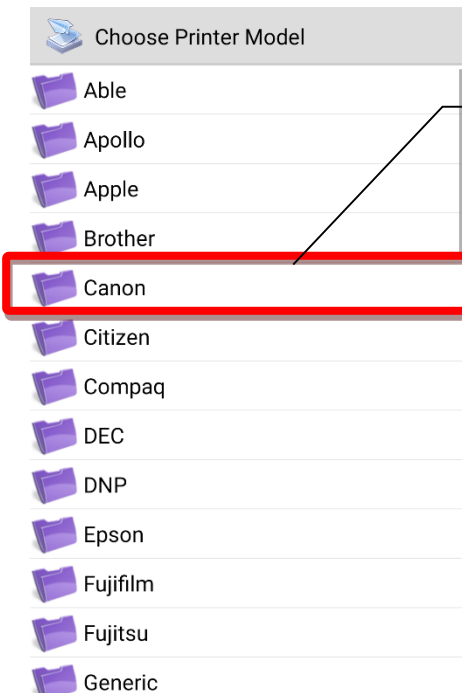 Choose Printer Model
Able
Apollo
Apple
Brother
Canon
Citizen
Compaq
DEC
DNP
Epson
Fujifilm
Fujitsu
Generic